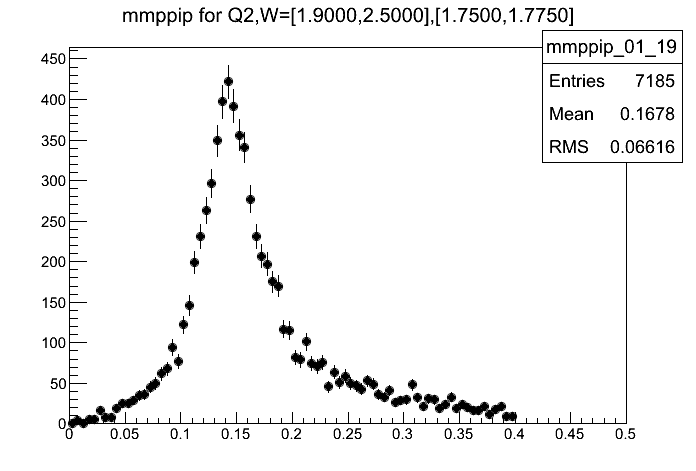 mmppip for Q2,W=[1.9000,2.5000],[1.7500,1.7750]
mmppip_01_19
Entries 7185
Mean 0.1678
RMS 0.06616
450
400
350
300
250
200
150
100
50
0
0 0.05 0.1 0.15 0.2 0.25 0.3 0.35 0.4 0.45 0.5